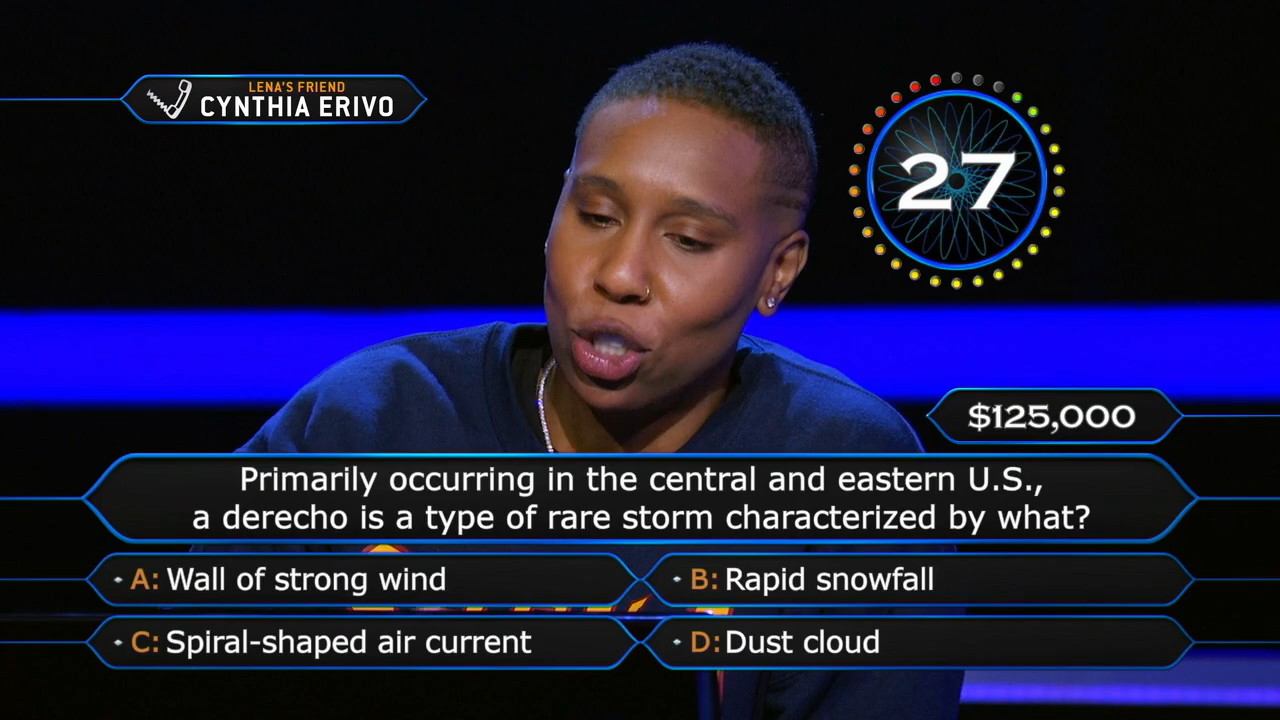 LENA'S FRIEND
CYNTHIA ERIVO
27
$125,000
Primarily occurring in the central and eastern U.S.,
a derecho is a type of rare storm characterized by what?
A: Wall of strong wind
B: Rapid snowfall
C: Spiral-shaped air current
D: Dust cloud